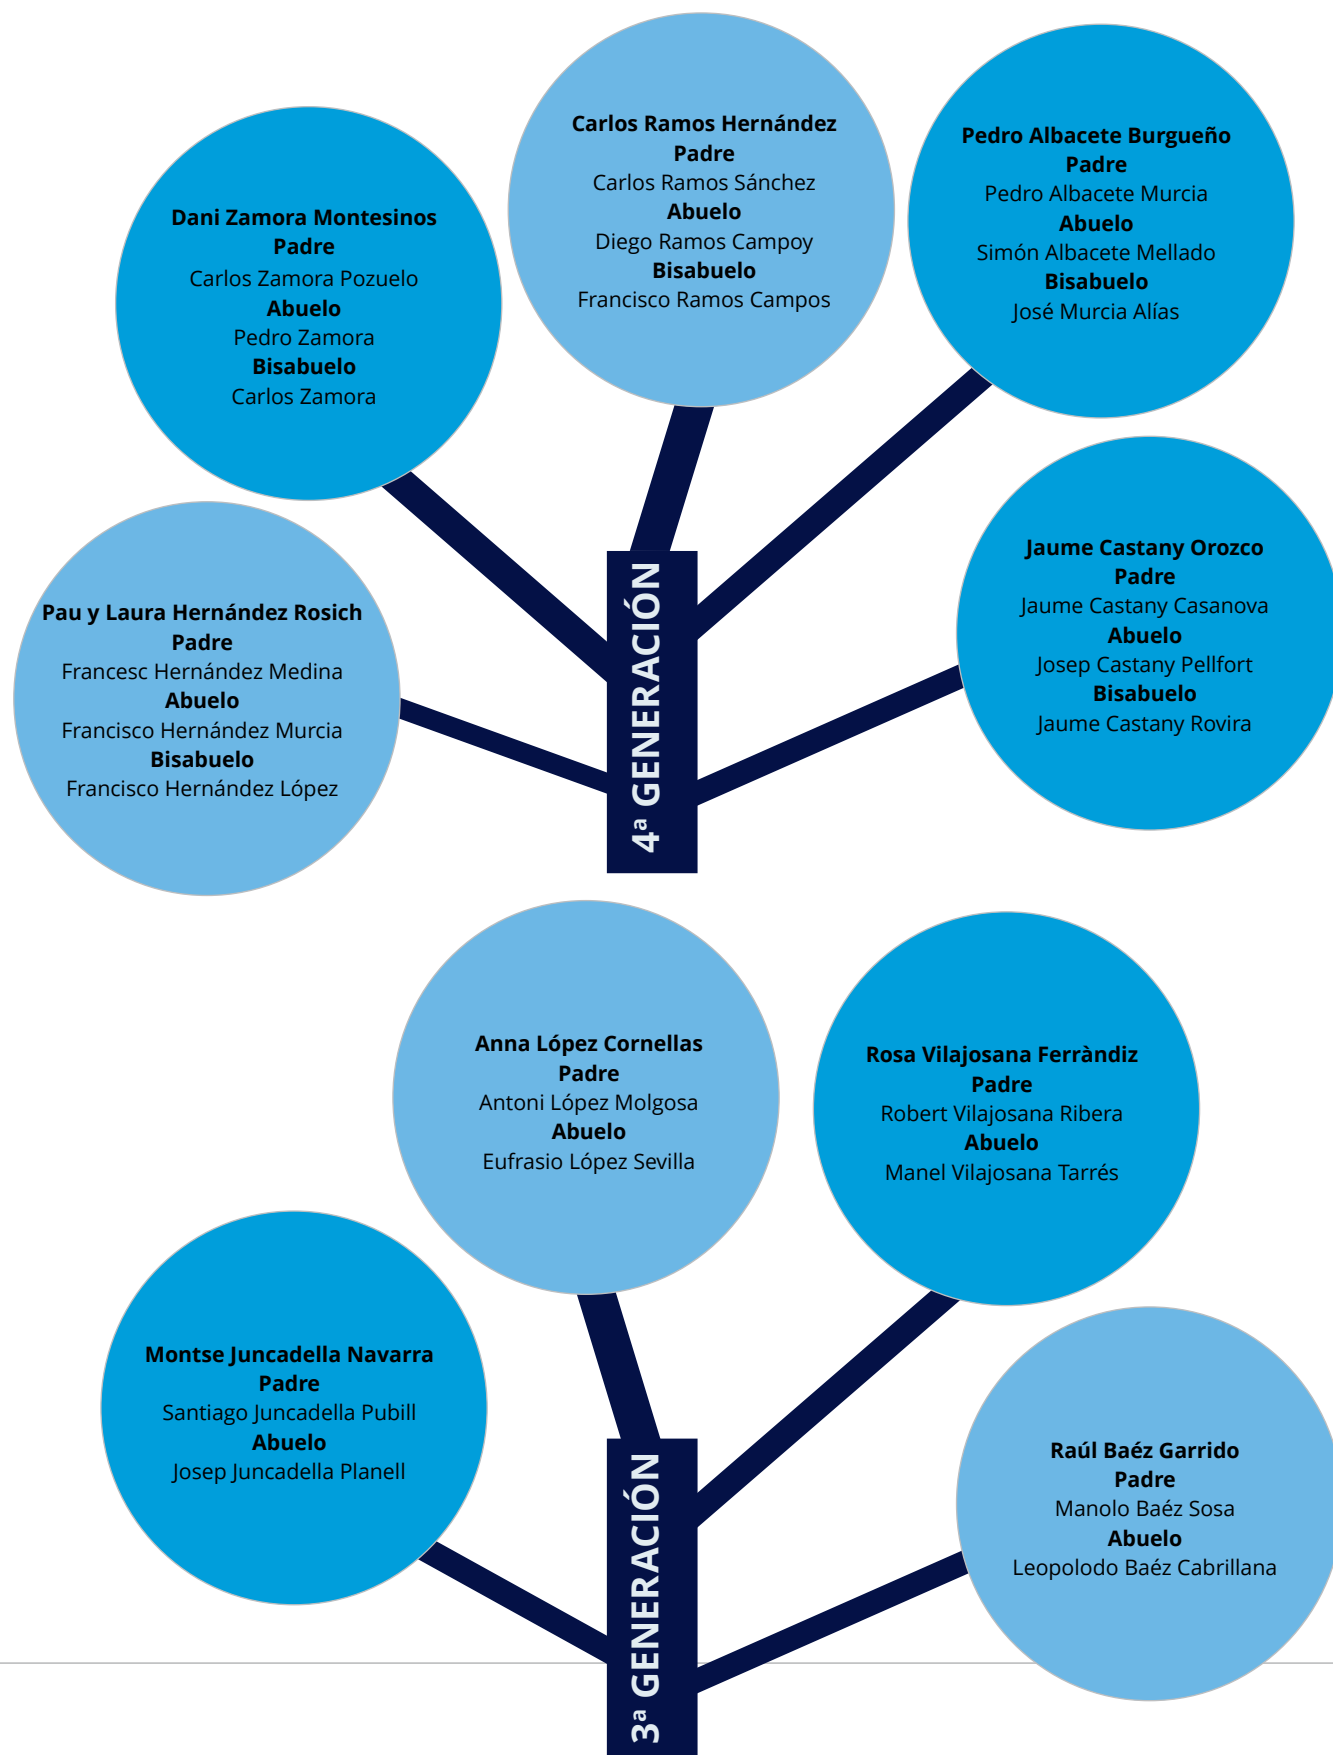 Carlos Ramos Hernández
Padre
Carlos Ramos Sánchez
Abuelo
Diego Ramos Campoy
Bisabuelo
Francisco Ramos Campos
Pedro Albacete Burgueño
Padre
Pedro Albacete Murcia
Abuelo
Simón Albacete Mellado
Bisabuelo
José Murcia Alías
Dani Zamora Montesinos
Padre
Carlos Zamora Pozuelo
Abuelo
Pedro Zamora
Bisabuelo
Carlos Zamora
Jaume Castany Orozco
Padre
Jaume Castany Casanova
Abuelo
Josep Castany Pellfort
Bisabuelo
Jaume Castany Rovira
Pau y Laura Hernández Rosich
Padre
Francesc Hernández Medina
Abuelo
Francisco Hernández Murcia
Bisabuelo
Francisco Hernández López
4ª GENERACIÓN
Anna López Cornellas
Padre
Antoni López Molgosa
Abuelo
Eufrasio López Sevilla
Rosa Vilajosana Ferràndiz
Padre
Robert Vilajosana Ribera
Abuelo
Manel Vilajosana Tarrés
Montse Juncadella Navarra
Padre
Santiago Juncadella Pubill
Abuelo
Josep Juncadella Planell
Raúl Baéz Garrido
Padre
Manolo Baéz Sosa
Abuelo
Leopolodo Baéz Cabrillana
3ª GENERACIÓN